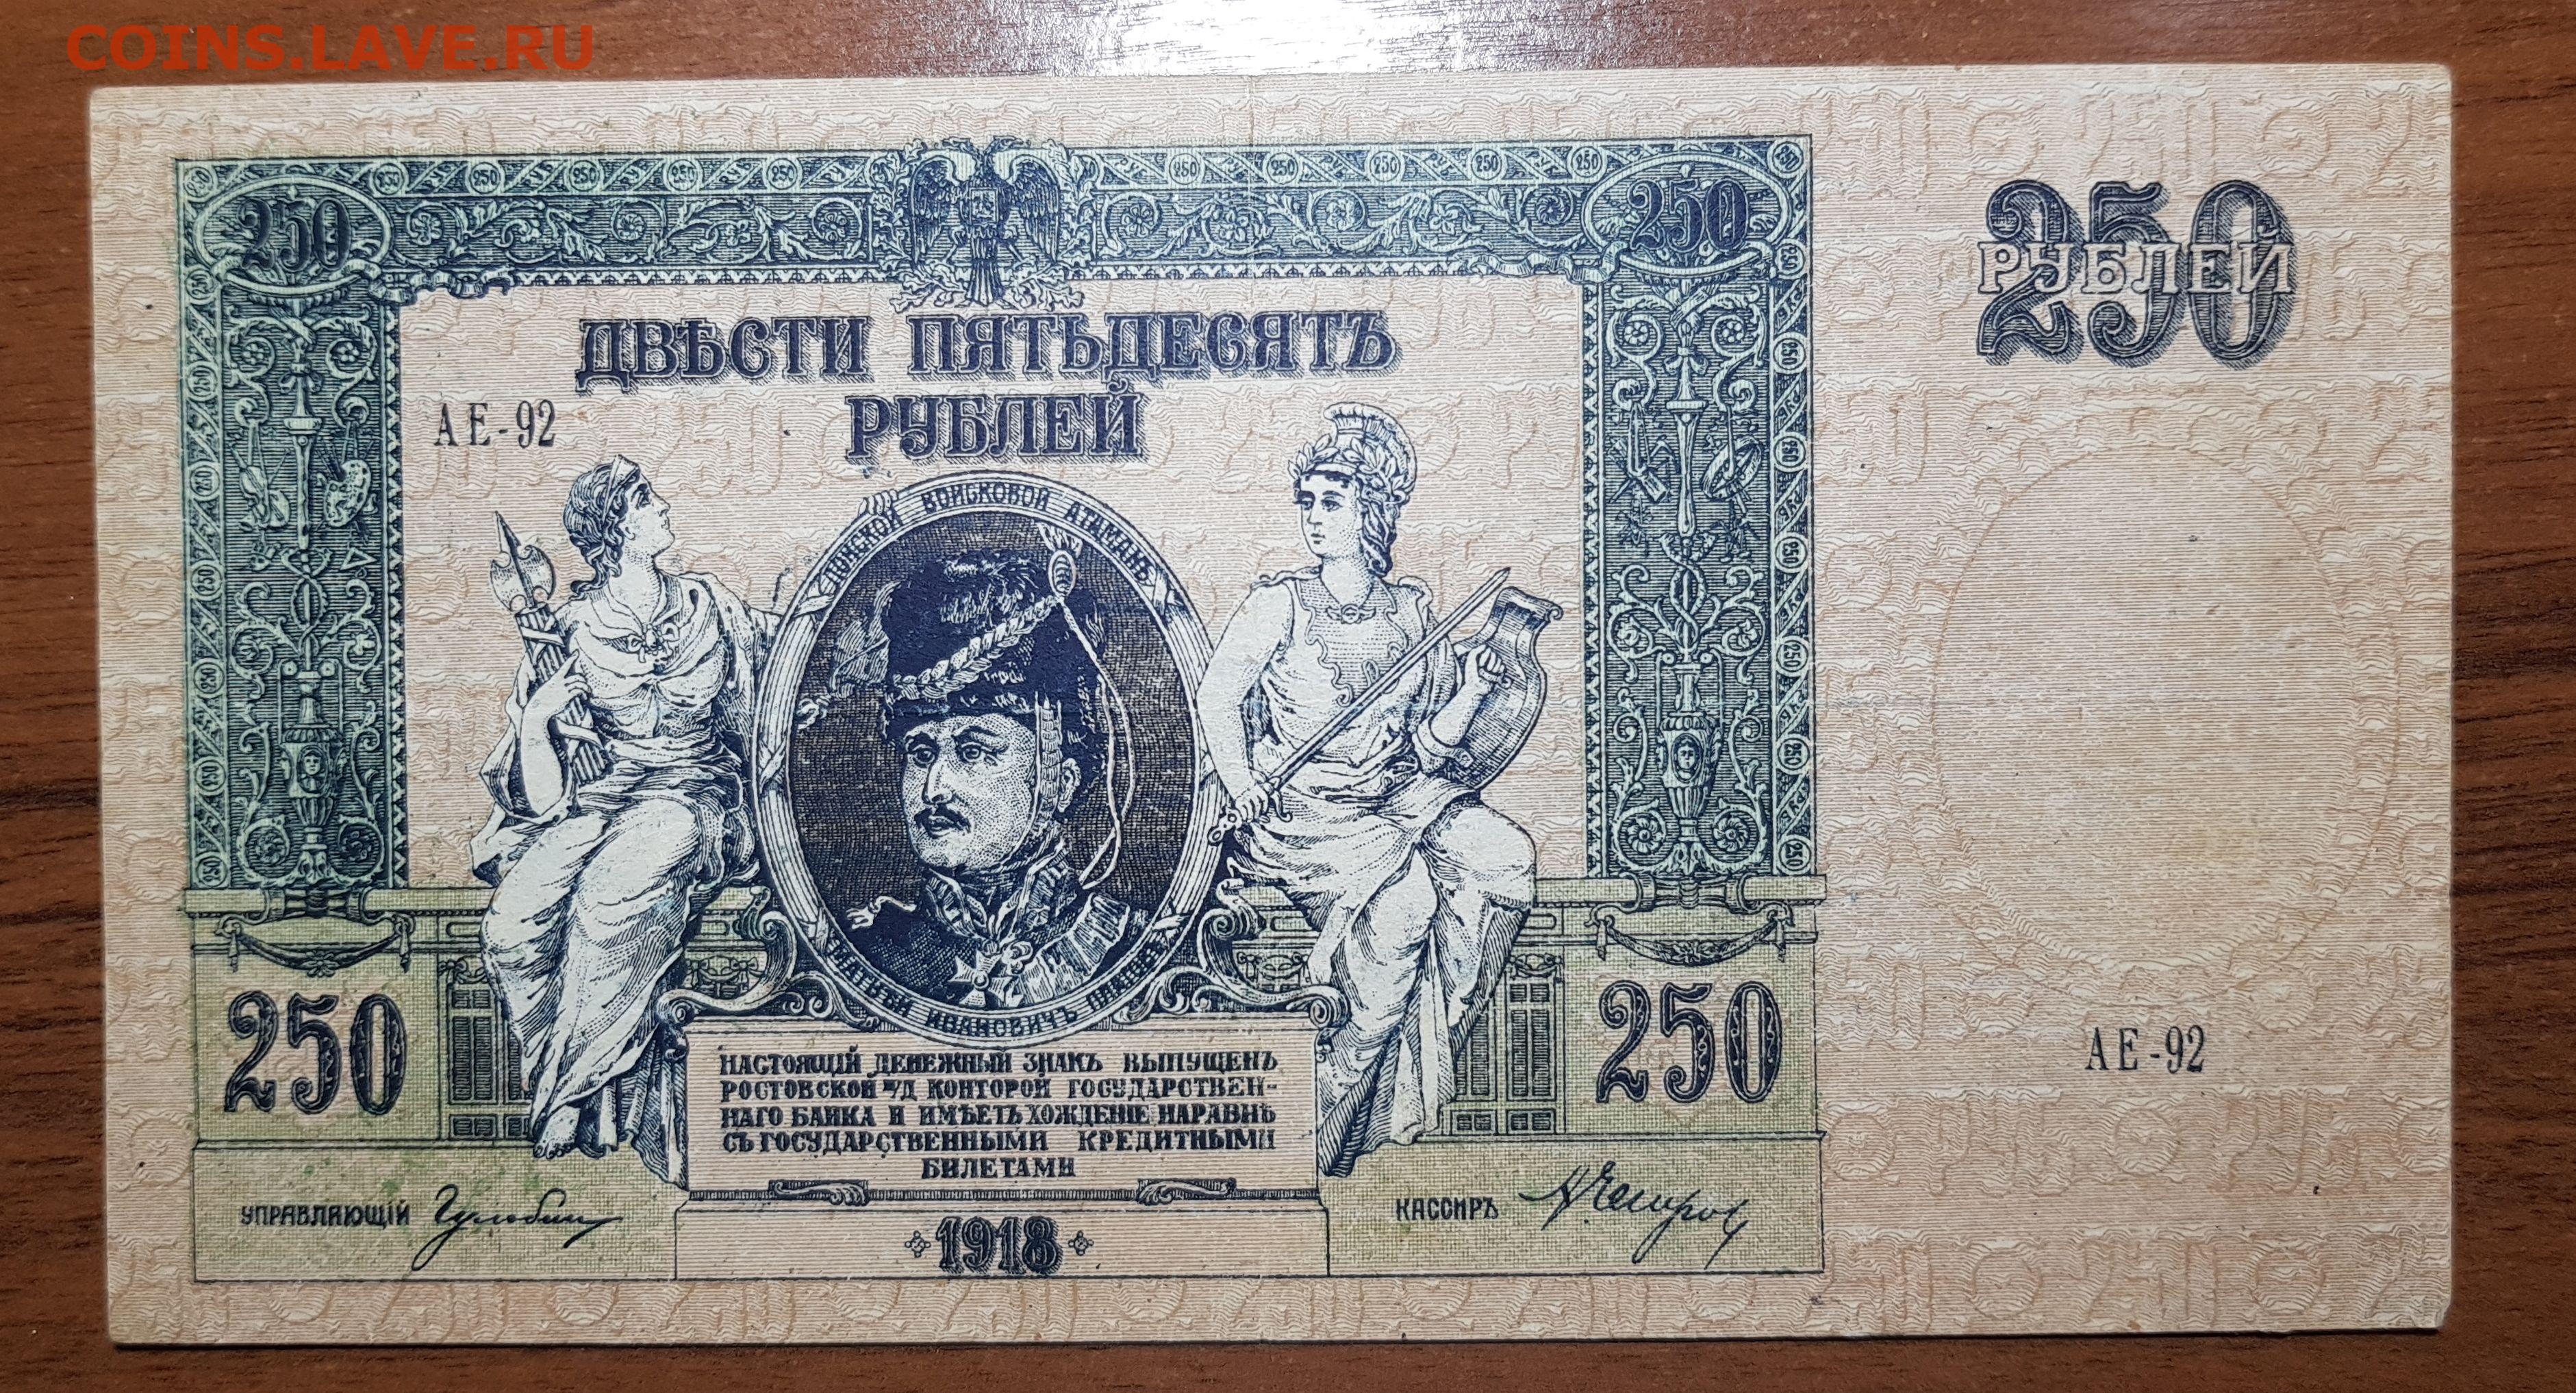 COINS.LAVE.RU
250
250
250
РУБЛЕЙ
ДВѢСТИ ПЯТЬДЕСЯТЪ
РУБЛЕЙ
АЕ-92
ДОНСКОЙ ВОЙСКОВОЙ АТАМАНЪ
МАТВѢЙ ИВАНОВИЧЪ ПЛАТОВЪ
250
250
АЕ-92
НАСТОЯЩІЙ ДЕНЕЖНЫЙ ЗНАКЪ ВЫПУЩЕНЪ
РОСТОВСКОЙ Н/Д КОНТОРОЙ ГОСУДАРСТВЕН-
НАГО БАНКА И ИМѢЕТЬ ХОЖДЕНІЕ НАРАВНѢ
СЪ ГОСУДАРСТВЕННЫМИ КРЕДИТНЫМИ
БИЛЕТАМИ
УПРАВЛЯЮЩІЙ
КАССИРЪ
1918